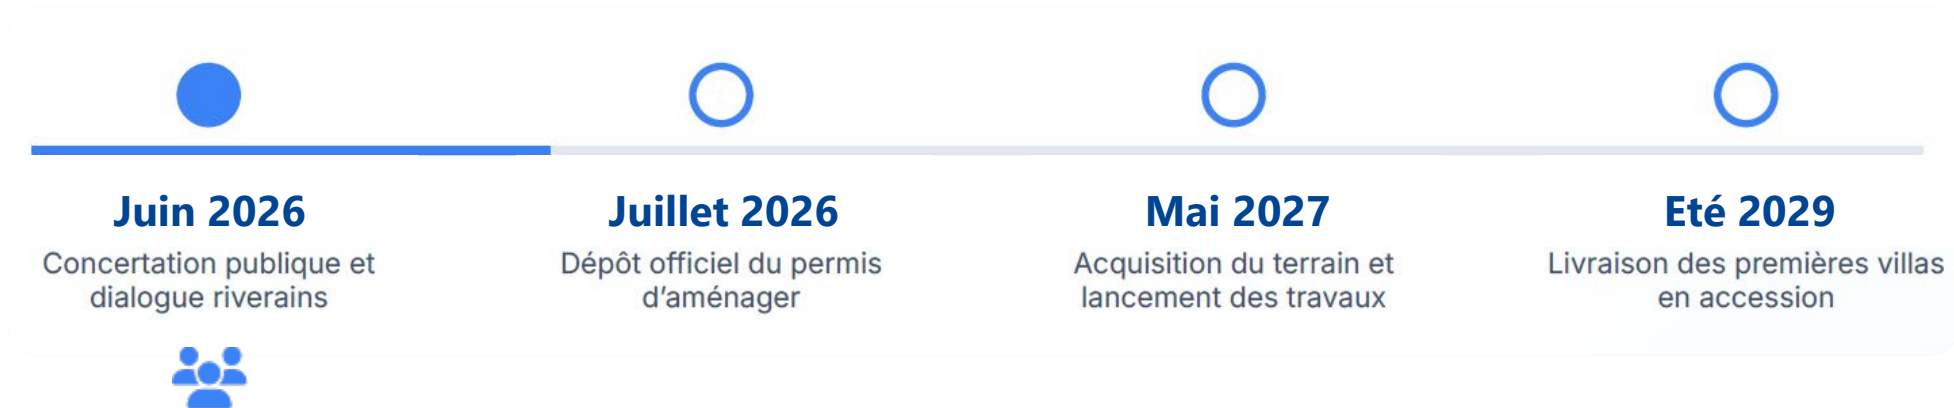 Juin 2026
Concertation publique et
dialogue riverains
Juillet 2026
Dépôt officiel du permis
d’aménager
Mai 2027
Acquisition du terrain et
lancement des travaux
Eté 2029
Livraison des premières villas
en accession